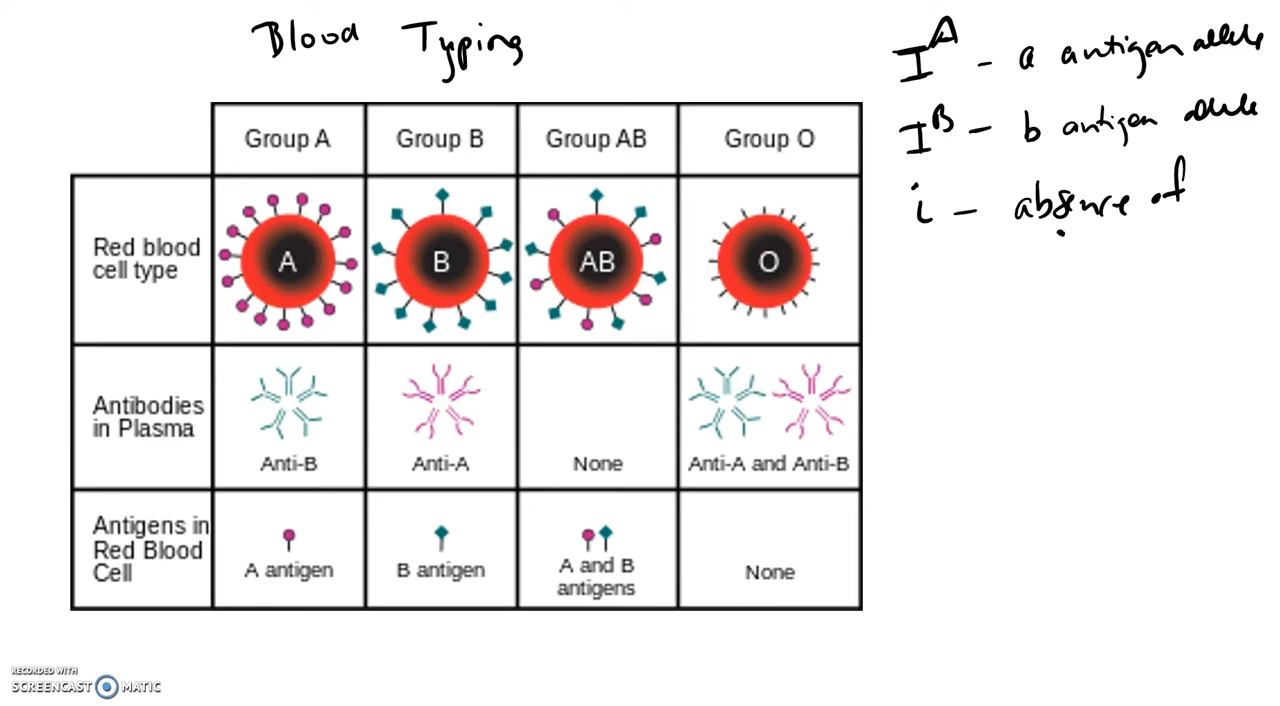 Blood Typing
I^A - a antigen allele
I^B - b antigen allele
i - absence of
Group A
Group B
Group AB
Group O
Red blood
cell type
A
B
AB
O
Antibodies
in Plasma
Anti-B
Anti-A
None
Anti-A and Anti-B
Antigens in
Red Blood
Cell
A antigen
B antigen
A and B
antigens
None
RECORDED WITH
SCREENCAST MATIC